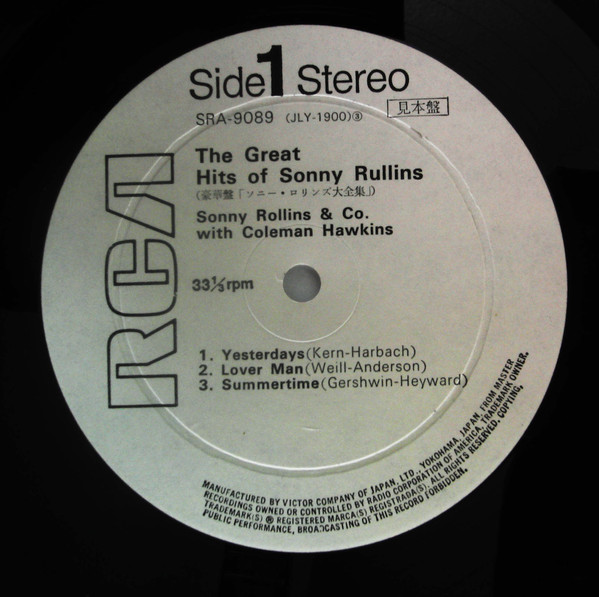 Side 1 Stereo
見本盤
SRA-9089 (JLY-1900)③
The Great
Hits of Sonny Rullins
(豪華盤「ソニー・ロリンズ大全集」)
Sonny Rollins & Co.
with Coleman Hawkins
RCA
33⅓rpm
1. Yesterdays(Kern-Harbach)
2. Lover Man(Weill-Anderson)
3. Summertime(Gershwin-Heyward)
MANUFACTURED BY VICTOR COMPANY OF JAPAN, LTD., YOKOHAMA, JAPAN, FROM MASTER
RECORDINGS OWNED OR CONTROLLED BY RADIO CORPORATION OF AMERICA, TRADEMARK OWNER.
TRADEMARK(S) ® REGISTERED MARCA(S) REGISTRADA(S). ALL RIGHTS RESERVED. COPYING,
PUBLIC PERFORMANCE, BROADCASTING OF THIS RECORD FORBIDDEN.